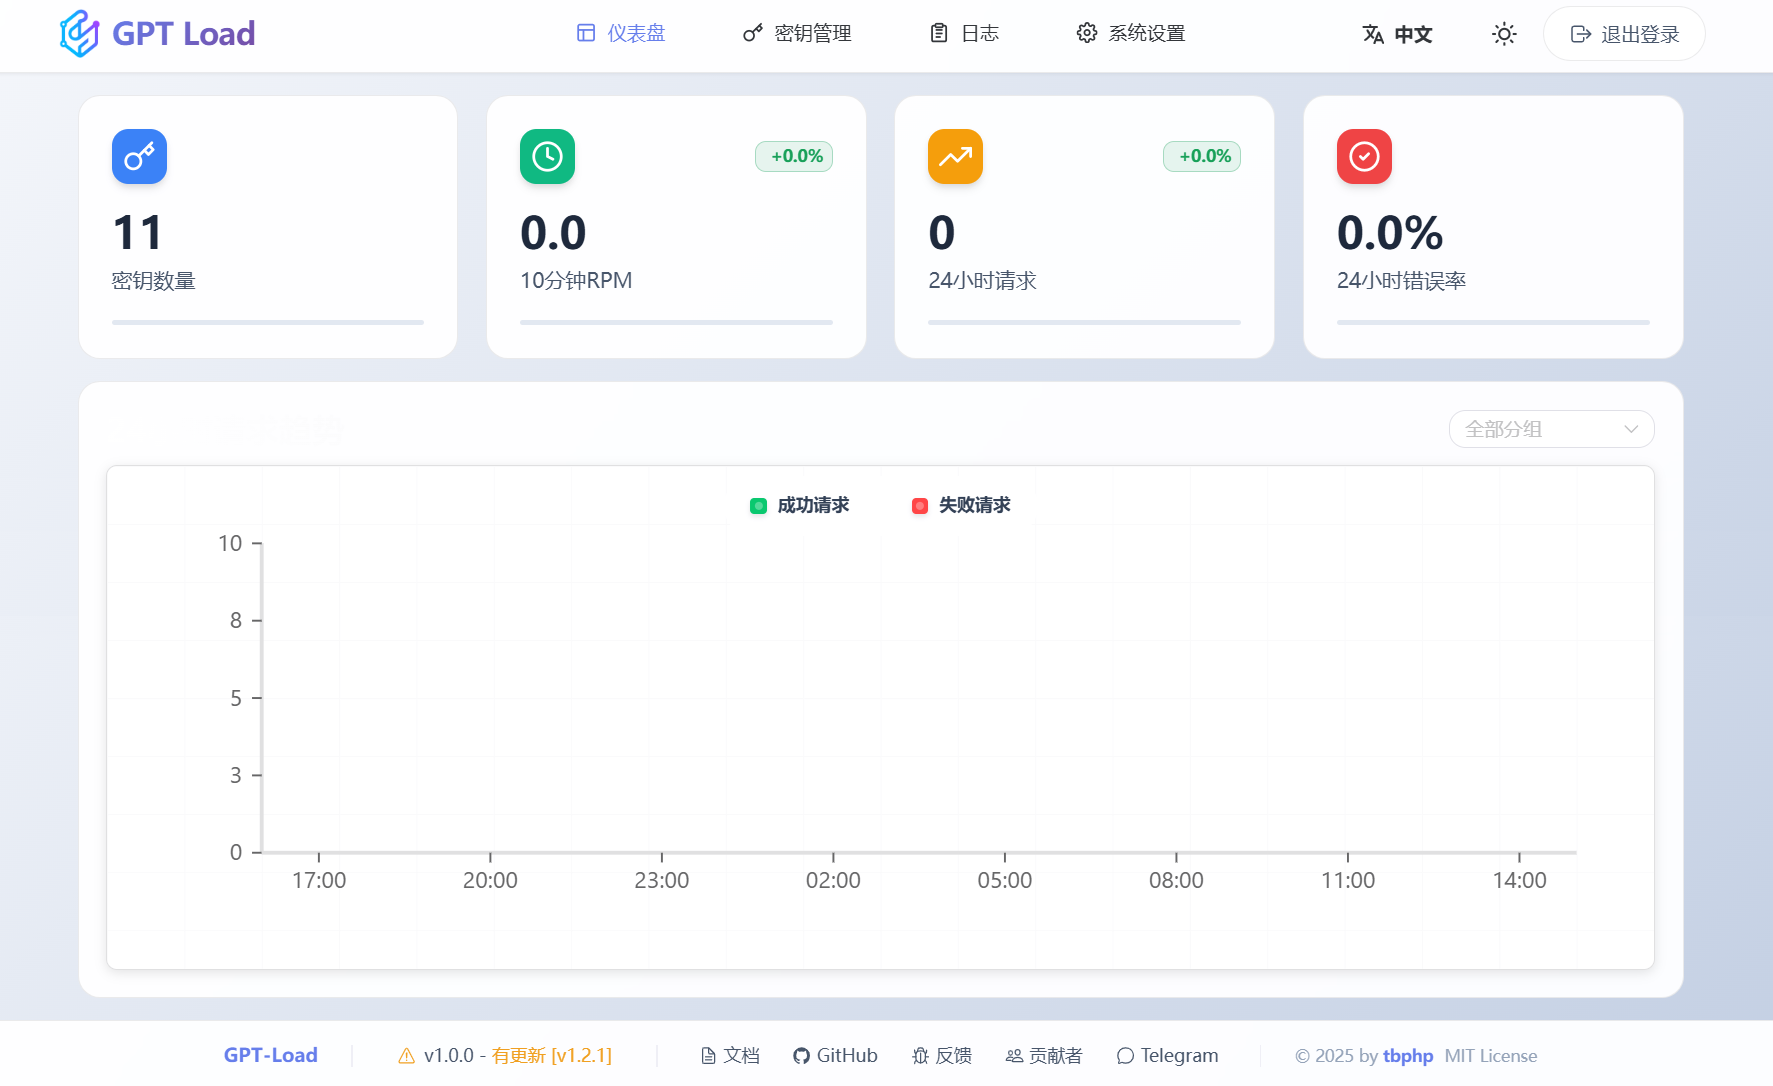 GPT Load
仪表盘
密钥管理
日志
系统设置
中文
退出登录
11
密钥数量
+0.0%
0.0
10分钟RPM
+0.0%
0
24小时请求
0.0%
24小时错误率
全部分组
成功请求
失败请求
10
8
5
3
0
17:00 20:00 23:00 02:00 05:00 08:00 11:00 14:00
GPT-Load
v1.0.0 - 有更新 [v1.2.1]
文档
GitHub
反馈
贡献者
Telegram
© 2025 by tbphp MIT License